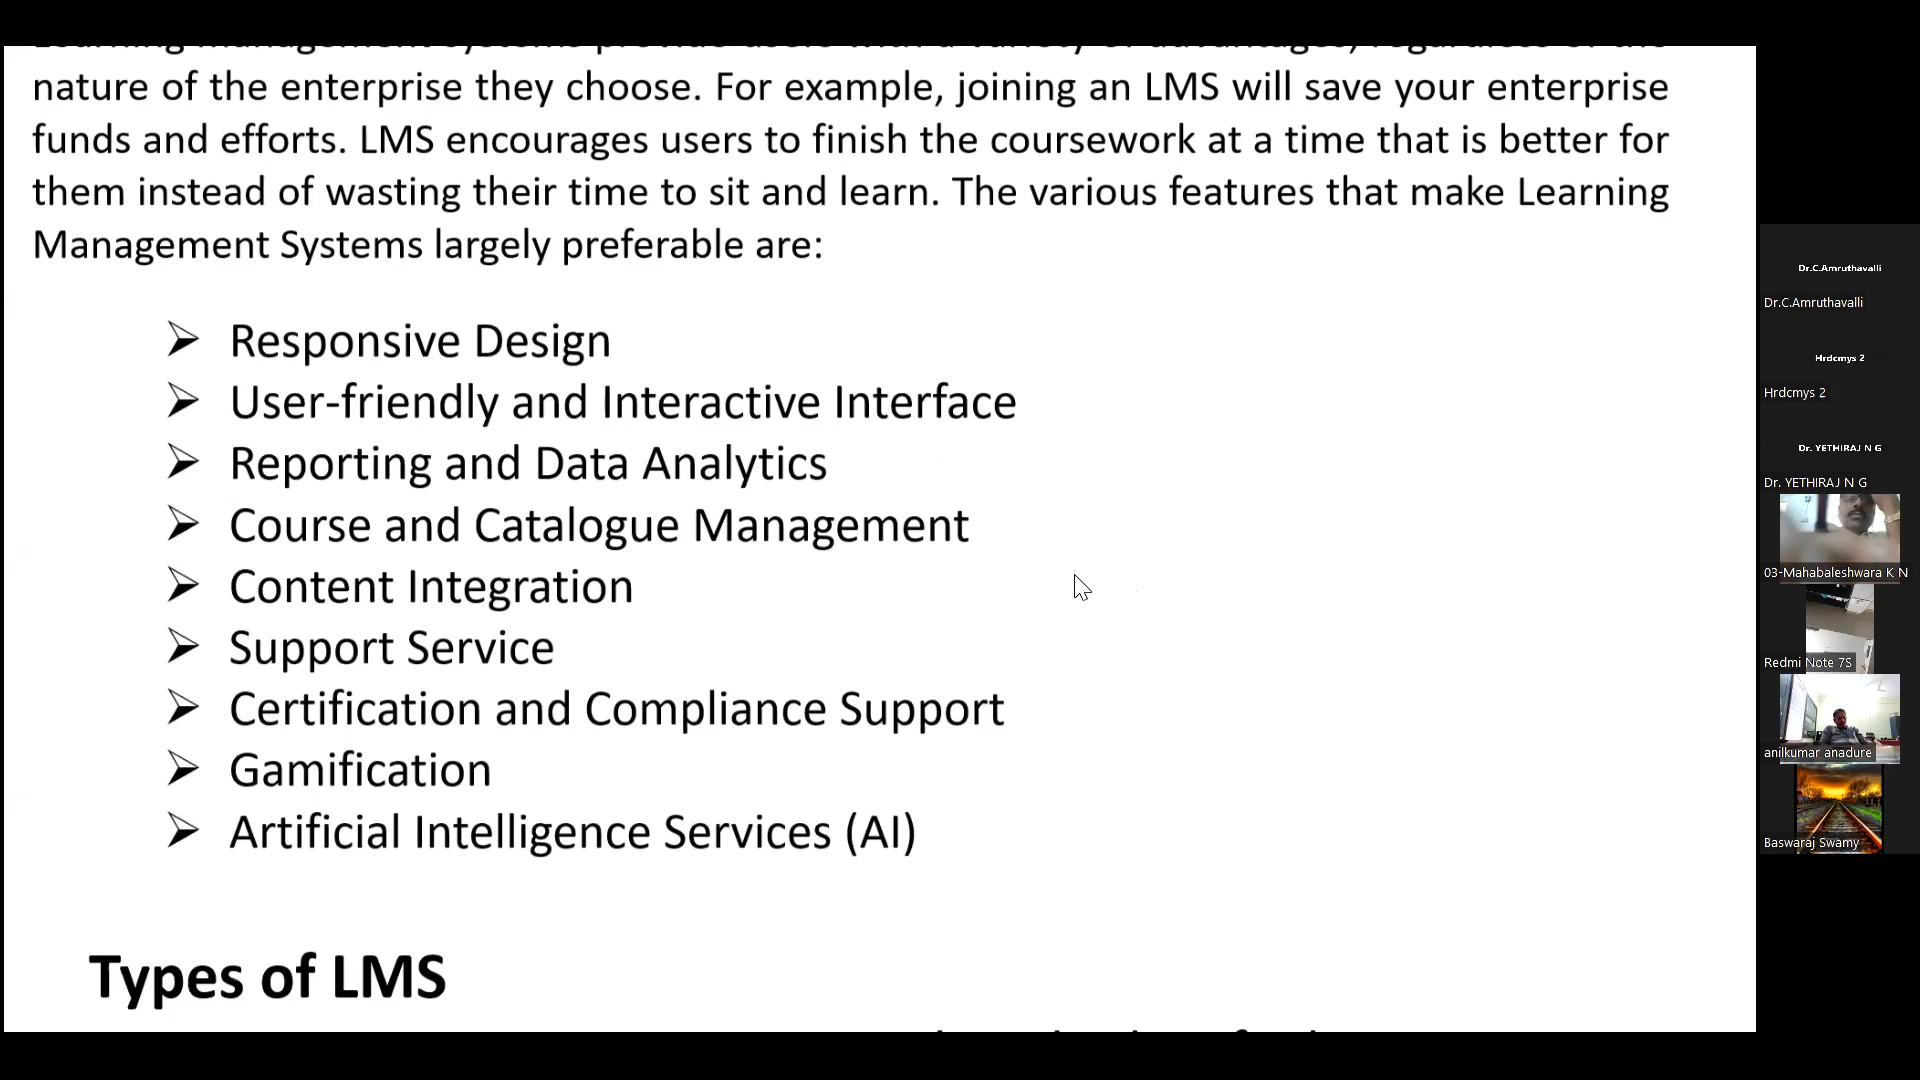 nature of the enterprise they choose. For example, joining an LMS will save your enterprise
funds and efforts. LMS encourages users to finish the coursework at a time that is better for
them instead of wasting their time to sit and learn. The various features that make Learning
Management Systems largely preferable are:
➢ Responsive Design
➢ User-friendly and Interactive Interface
➢ Reporting and Data Analytics
➢ Course and Catalogue Management
➢ Content Integration
➢ Support Service
➢ Certification and Compliance Support
➢ Gamification
➢ Artificial Intelligence Services (AI)
Types of LMS
Dr.C.Amruthavalli
Dr.C.Amruthavalli
Hrdcmys 2
Hrdcmys 2
Dr. YETHIRAJ N G
Dr. YETHIRAJ N G
03-Mahabaleshwara K N
Redmi Note 7S
anilkumar anadure
Baswaraj Swamy